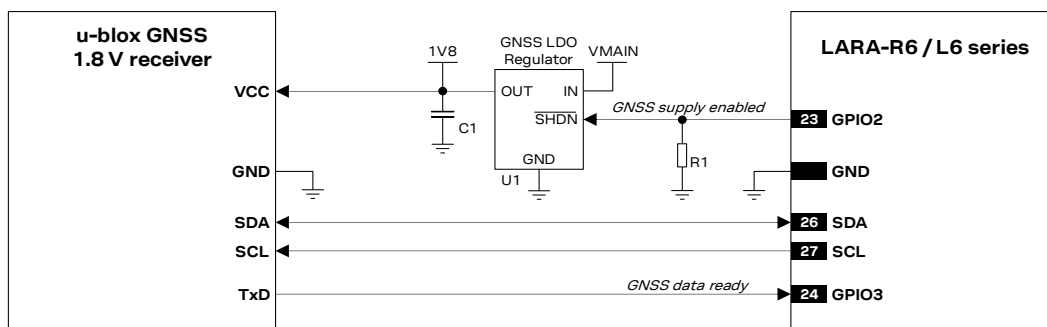 u-blox GNSS
1.8 V receiver
1V8
GNSS LDO
Regulator
VMAIN
LARA-R6 / L6 series
VCC
OUT
IN
GNSS supply enabled
C1
SHDN
23 GPIO2
GND
R1
GND
U1
GND
SDA
26 SDA
SCL
27 SCL
TxD
GNSS data ready
24 GPIO3